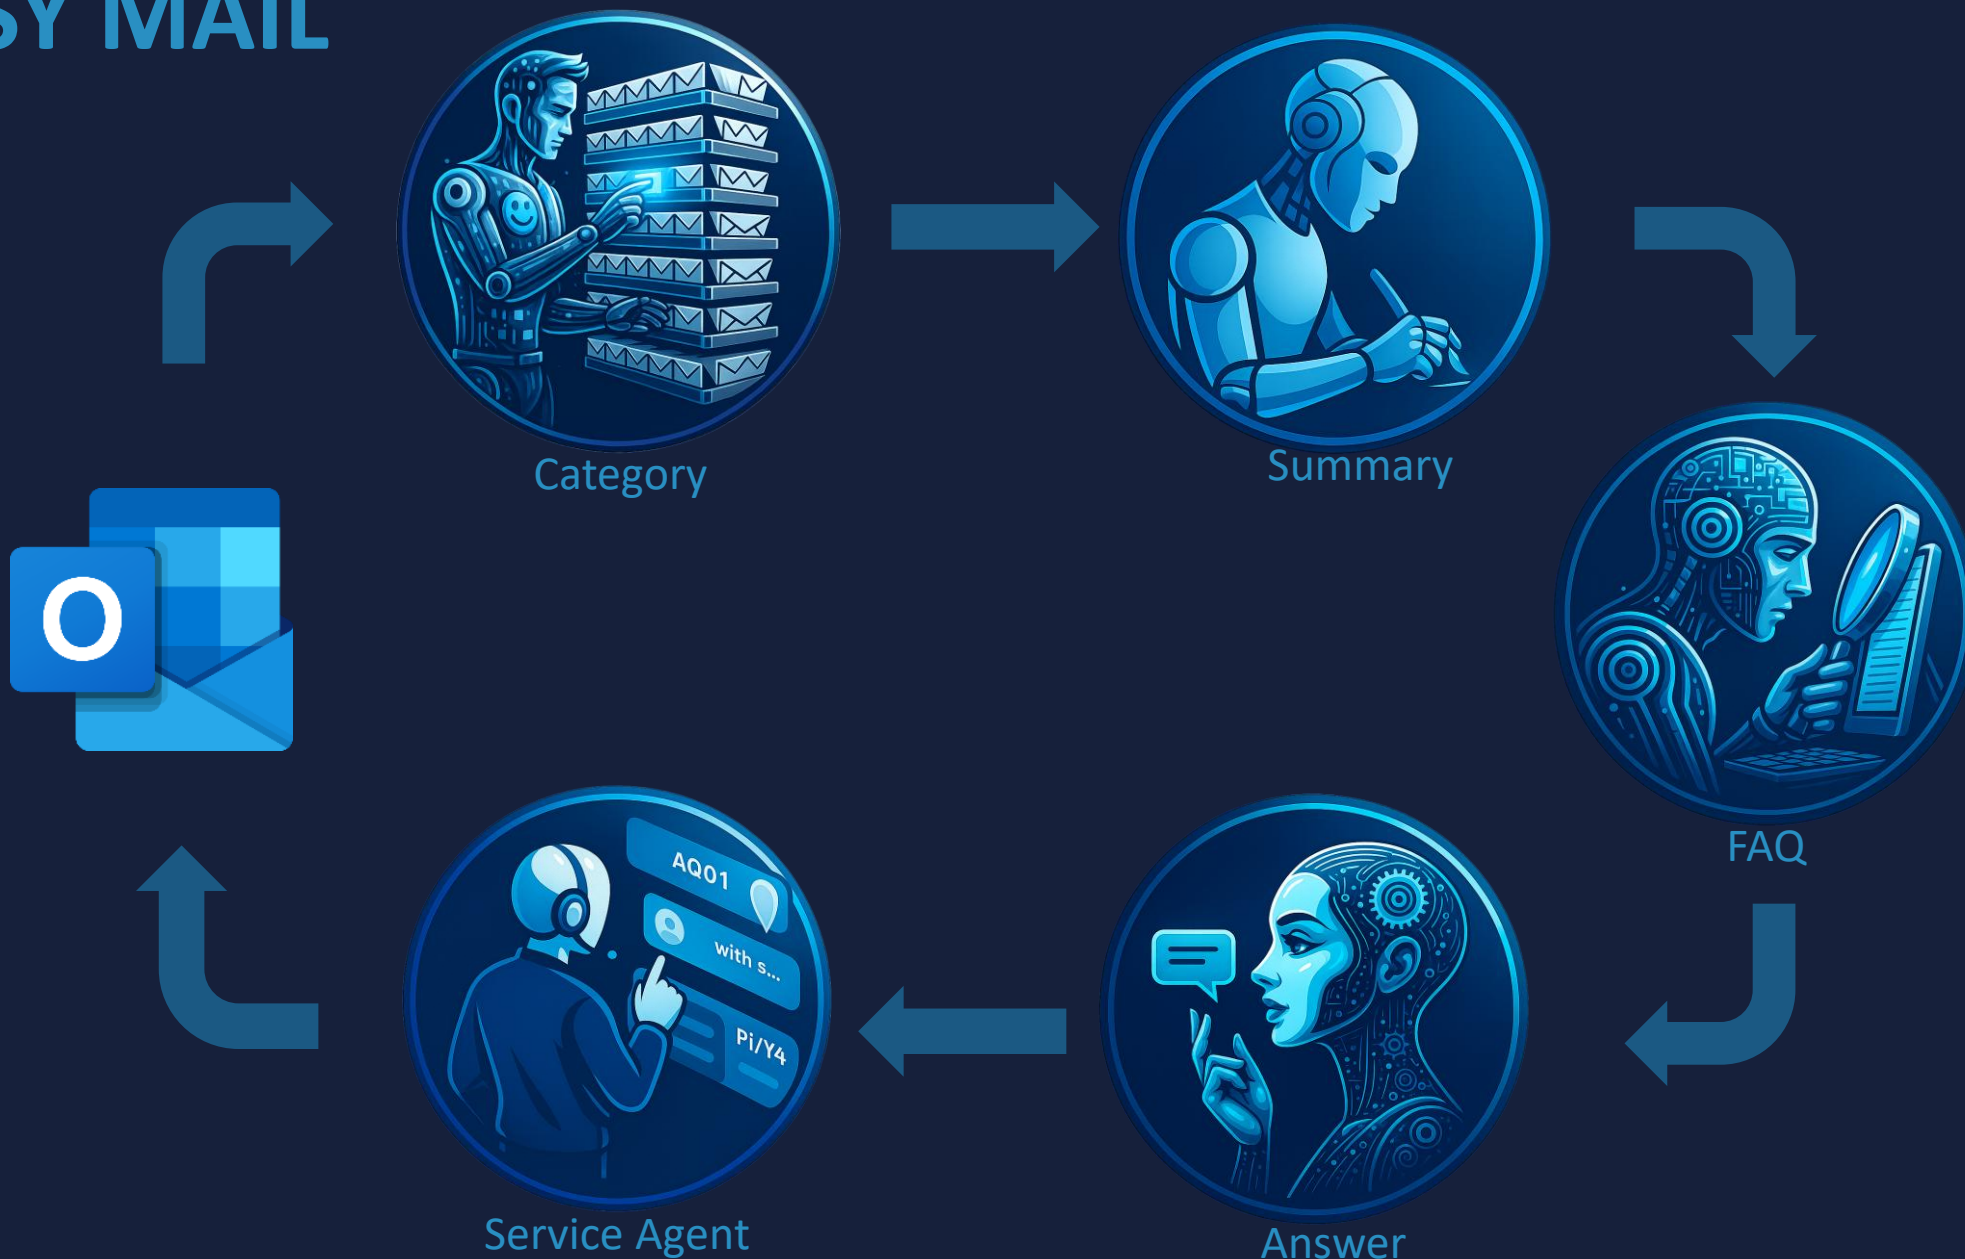 SY MAIL
Category
Summary
O
FAQ
AQ01
with s...
Pi/Y4
Service Agent
Answer